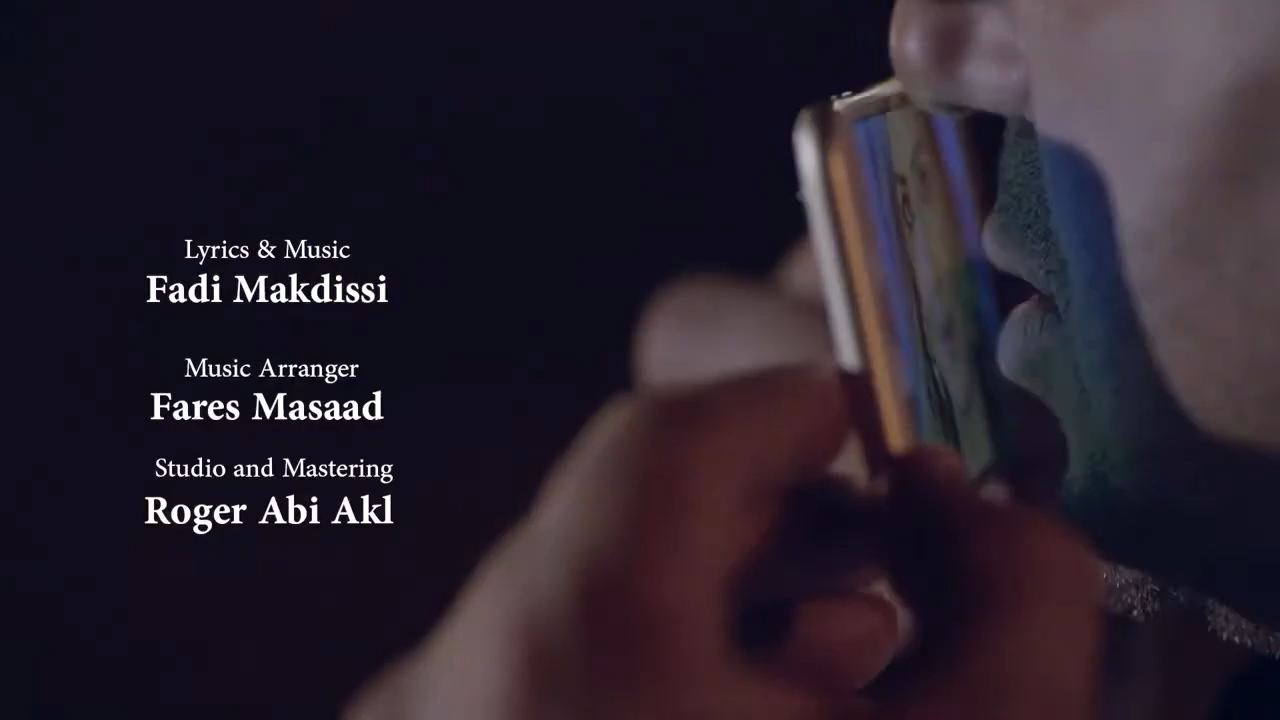 Lyrics & Music
Fadi Makdissi
Music Arranger
Fares Masaad
Studio and Mastering
Roger Abi Akl